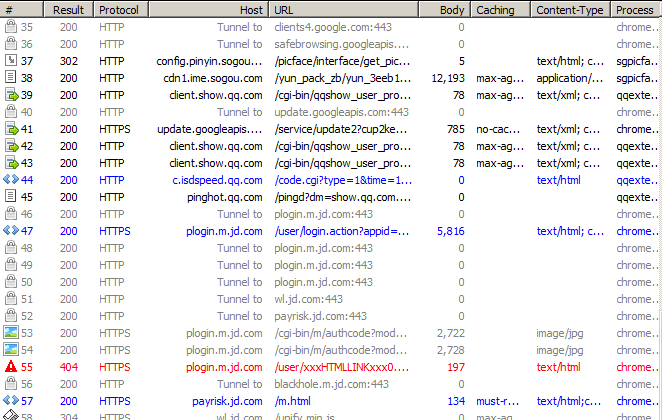 # Result Protocol Host URL Body Caching Content-Type Process
35 200 HTTP Tunnel to clients4.google.com:443 0 chrome...
36 200 HTTP Tunnel to safebrowsing.googleapis.... 0 chrome...
37 302 HTTP config.pinyin.sogou... /picface/interface/get_pic... 5 text/html; c... sgpicfa...
38 200 HTTP cdn1.ime.sogou.com /yun_pack_zb/yun_3eeb1... 12,193 max-ag... application/... sgpicfa...
39 200 HTTP client.show.qq.com /cgi-bin/qqshow_user_pro... 78 max-ag... text/xml; c... qqexte...
40 200 HTTP Tunnel to update.googleapis.com:443 0 chrome...
41 200 HTTPS update.googleapis.... /service/update2?cup2ke... 785 no-cac... text/xml; c... chrome...
42 200 HTTP client.show.qq.com /cgi-bin/qqshow_user_pro... 78 max-ag... text/xml; c... qqexte...
43 200 HTTP client.show.qq.com /cgi-bin/qqshow_user_pro... 78 max-ag... text/xml; c... qqexte...
44 200 HTTP c.isdspeed.qq.com /code.cgi?type=1&time=1... 0 text/html qqexte...
45 200 HTTP pinghot.qq.com /pingd?dm=show.qq.com.... 0 qqexte...
46 200 HTTP Tunnel to plogin.m.jd.com:443 0 chrome...
47 200 HTTPS plogin.m.jd.com /user/login.action?appid=... 5,816 text/html;c... chrome...
48 200 HTTP Tunnel to plogin.m.jd.com:443 0 chrome...
49 200 HTTP Tunnel to plogin.m.jd.com:443 0 chrome...
50 200 HTTP Tunnel to plogin.m.jd.com:443 0 chrome...
51 200 HTTP Tunnel to wl.jd.com:443 0 chrome...
52 200 HTTP Tunnel to payrisk.jd.com:443 0 chrome...
53 200 HTTPS plogin.m.jd.com /cgi-bin/m/authcode?mod... 2,722 image/jpg chrome...
54 200 HTTPS plogin.m.jd.com /cgi-bin/m/authcode?mod... 2,728 image/jpg chrome...
55 404 HTTPS plogin.m.jd.com /user/xxxHTMLLINKxxx0.... 197 text/html chrome...
56 200 HTTP Tunnel to blackhole.m.jd.com:443 0 chrome...
57 200 HTTPS payrisk.jd.com /m.html 134 must-r... text/html; c... chrome...
58 304 HTTPS wl.jd.com /unify.min.js 0 chrome...